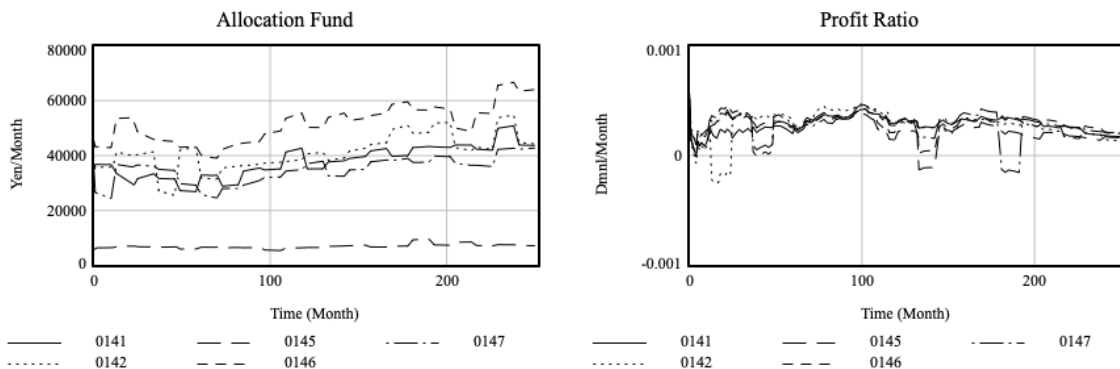 Allocation Fund
80000
60000
40000
20000
0
Yen/Month
0 100 200
Time (Month)
0141 0145 0147
0142 0146
Profit Ratio
0.001
0
-0.001
Dmnl/Month
0 100 200
Time (Month)
0141 0145 0147
0142 0146